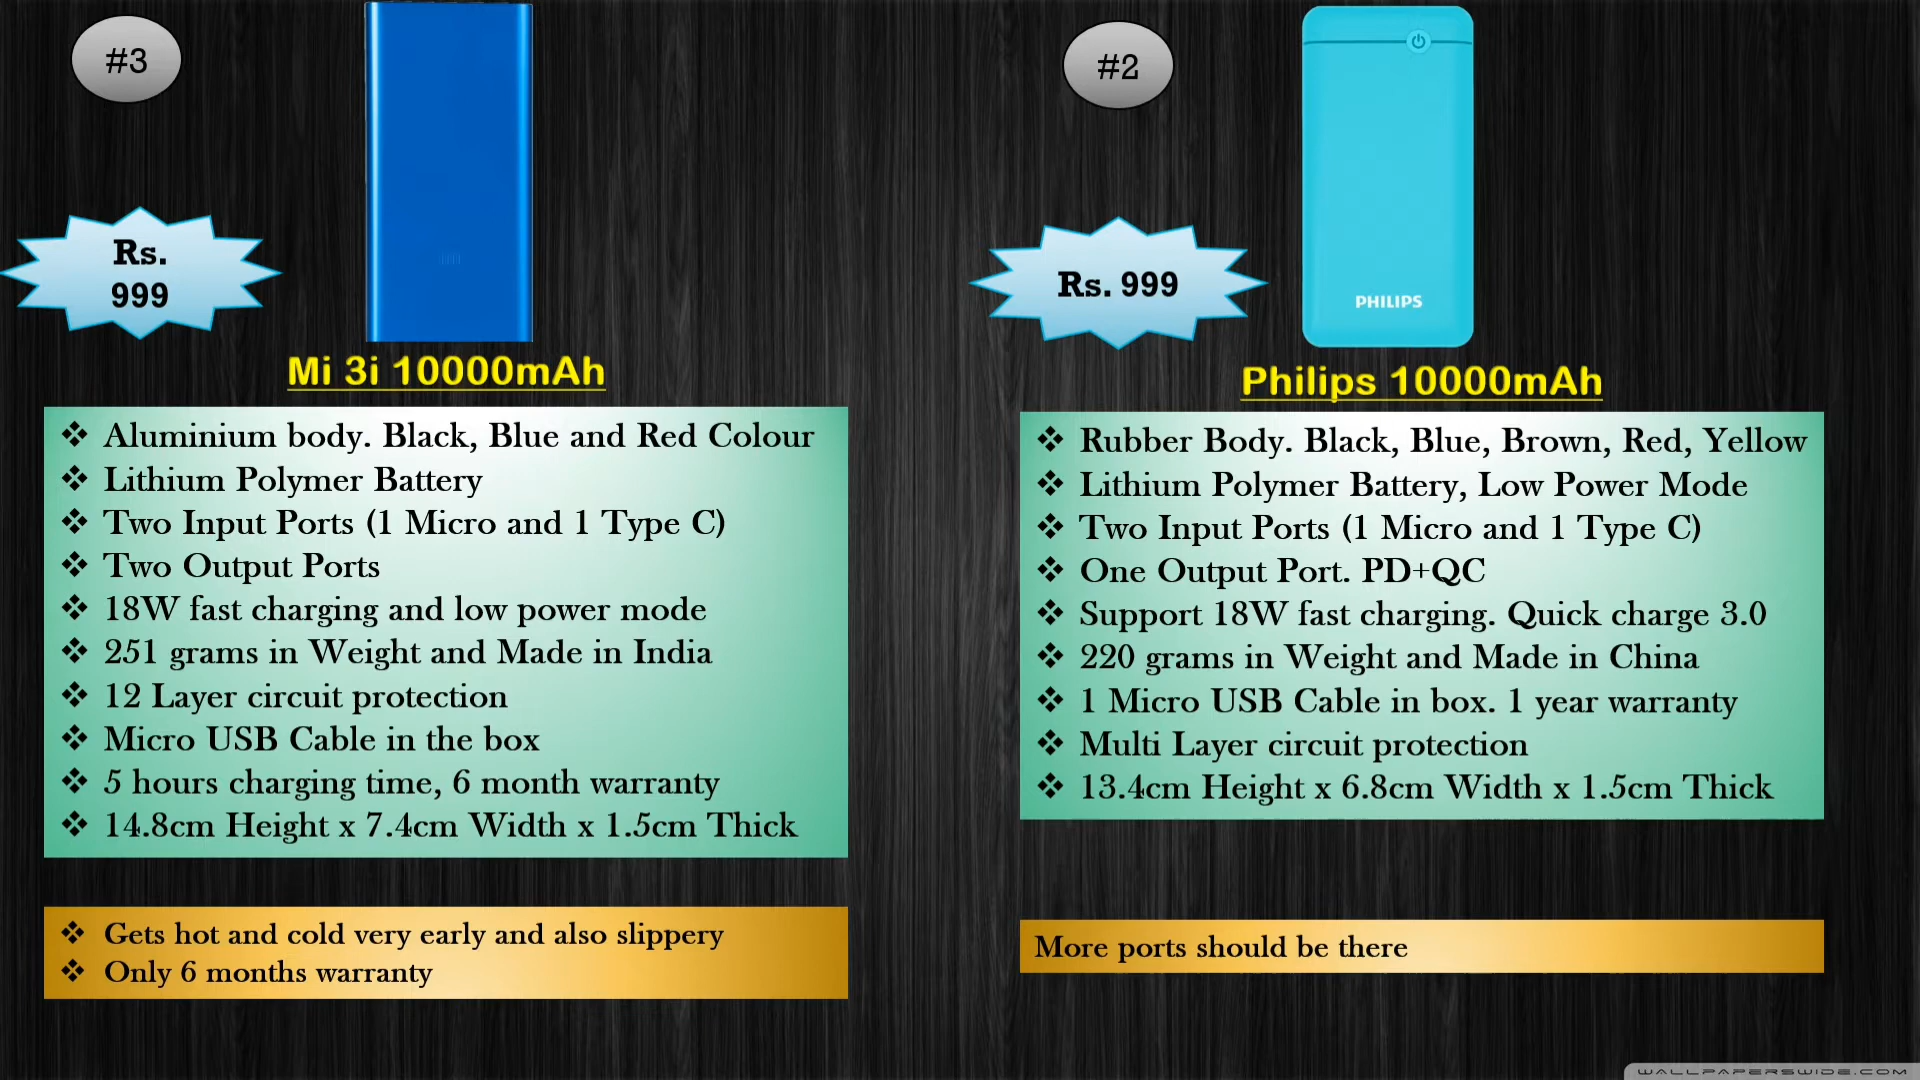 #3
Rs.
999
Mi 3i 10000mAh
❖ Aluminium body. Black, Blue and Red Colour
❖ Lithium Polymer Battery
❖ Two Input Ports (1 Micro and 1 Type C)
❖ Two Output Ports
❖ 18W fast charging and low power mode
❖ 251 grams in Weight and Made in India
❖ 12 Layer circuit protection
❖ Micro USB Cable in the box
❖ 5 hours charging time, 6 month warranty
❖ 14.8cm Height x 7.4cm Width x 1.5cm Thick
❖ Gets hot and cold very early and also slippery
❖ Only 6 months warranty
#2
PHILIPS
Rs. 999
Philips 10000mAh
❖ Rubber Body. Black, Blue, Brown, Red, Yellow
❖ Lithium Polymer Battery, Low Power Mode
❖ Two Input Ports (1 Micro and 1 Type C)
❖ One Output Port. PD+QC
❖ Support 18W fast charging. Quick charge 3.0
❖ 220 grams in Weight and Made in China
❖ 1 Micro USB Cable in box. 1 year warranty
❖ Multi Layer circuit protection
❖ 13.4cm Height x 6.8cm Width x 1.5cm Thick
More ports should be there
WALLPAPERSWIDE.COM